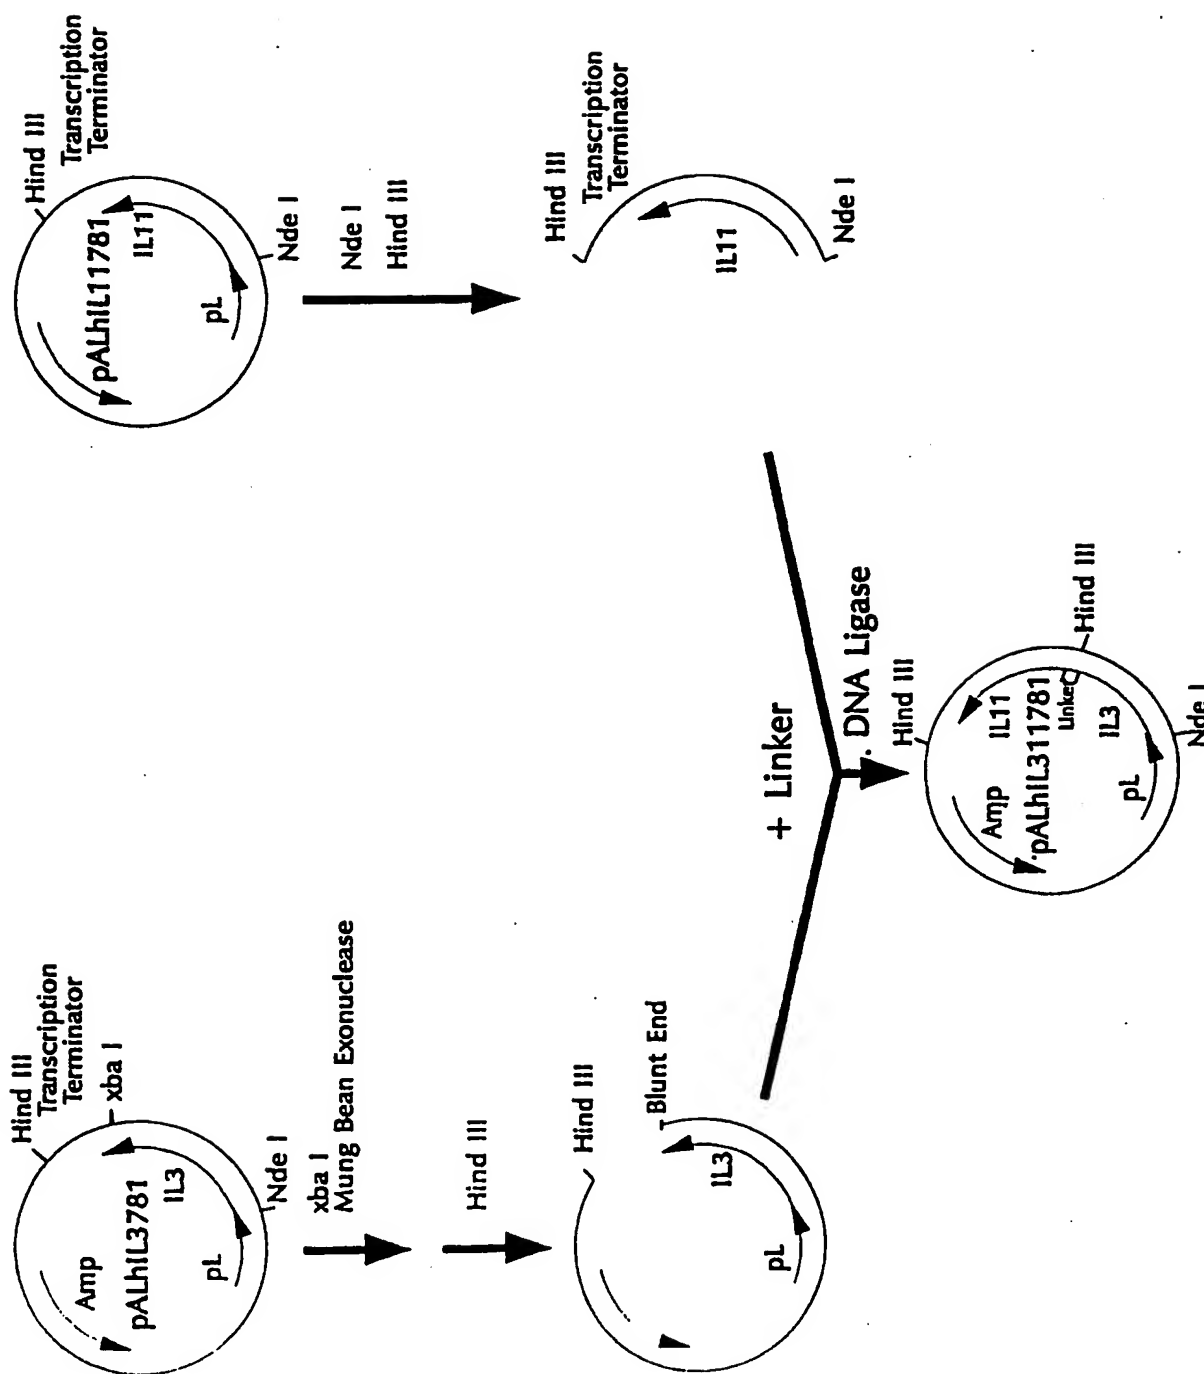 Hind III
Transcription
Terminator
xba I
Amp
pALhIL3781
IL3
pL
Nde I
xba I
Mung Bean Exonuclease
Hind III
Hind III
Blunt End
IL3
pL
Hind III
Transcription
Terminator
pALhIL11781
IL11
pL
Nde I
Nde I
Hind III
Hind III
Transcription
Terminator
IL11
Nde I
+ Linker
DNA Ligase
Hind III
Amp
IL11
pALhIL311781
Linker
Hind III
IL3
pL
Nde I